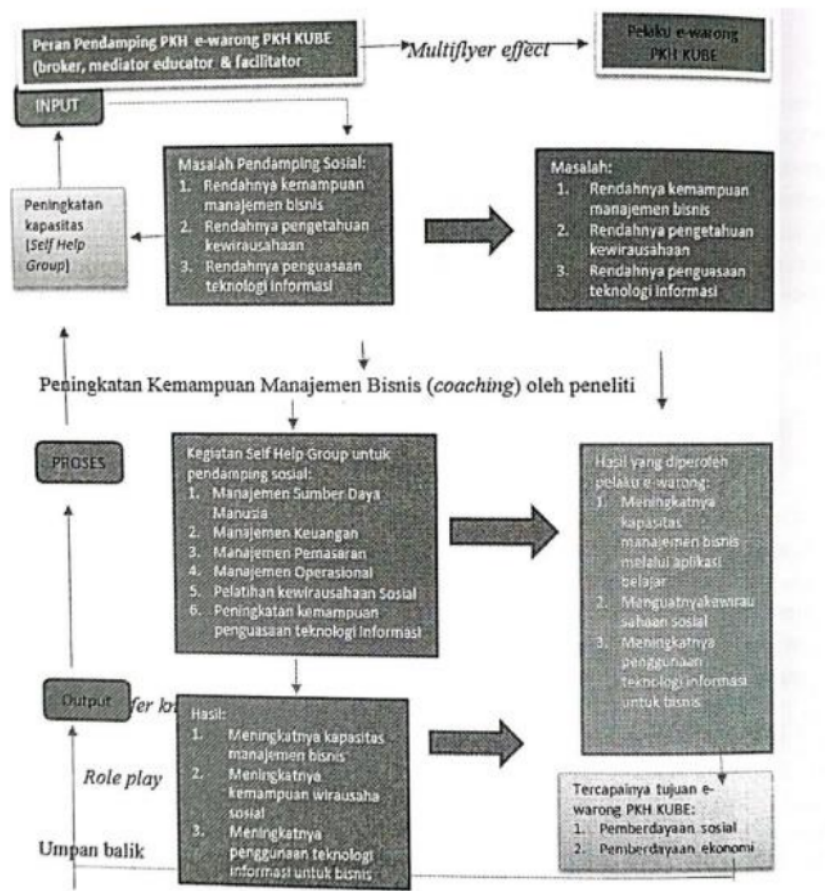 Peran Pendamping PKH e-warong PKH KUBE
(broker, mediator educator & facilitator
Multiflyer effect
Pelaku e-warong
PKH KUBE
INPUT
Masalah Pendamping Sosial:
1. Rendahnya kemampuan
manajemen bisnis
2. Rendahnya pengetahuan
kewirausahaan
3. Rendahnya penguasaan
teknologi informasi
Masalah:
1. Rendahnya kemampuan
manajemen bisnis
2. Rendahnya pengetahuan
kewirausahaan
3. Rendahnya penguasaan
teknologi informasi
Peningkatan
kapasitas
(Self Help
Group)
Peningkatan Kemampuan Manajemen Bisnis (coaching) oleh peneliti
PROSES
Kegiatan Self Help Group untuk
pendamping sosial:
1. Manajemen Sumber Daya
Manusia
2. Manajemen Keuangan
3. Manajemen Pemasaran
4. Manajemen Operasional
5. Pelatihan kewirausahaan Sosial
6. Peningkatan kemampuan
penguasaan teknologi informasi
Hasil yang diperoleh
pelaku e-warong:
1. Meningkatnya
kapasitas
manajemen bisnis
melalui aplikasi
belajar
2. Menguatnyakewirau
sahaan sosial
3. Meningkatnya
penggunaan
teknologi informasi
untuk bisnis
Output
fer kn
Hasil:
1. Meningkatnya kapasitas
manajemen bisnis
2. Meningkatnya
kemampuan wirausaha
sosial
3. Meningkatnya
penggunaan teknologi
informasi untuk bisnis
Role play
Umpan balik
Tercapainya tujuan e-
warong PKH KUBE:
1. Pemberdayaan sosial
2. Pemberdayaan ekonomi